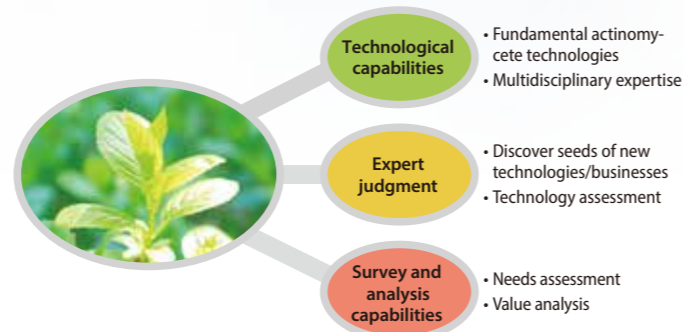 Technological
capabilities
• Fundamental actinomy-
cete technologies
• Multidisciplinary expertise
Expert
judgment
• Discover seeds of new
technologies/businesses
• Technology assessment
Survey and
analysis
capabilities
• Needs assessment
• Value analysis